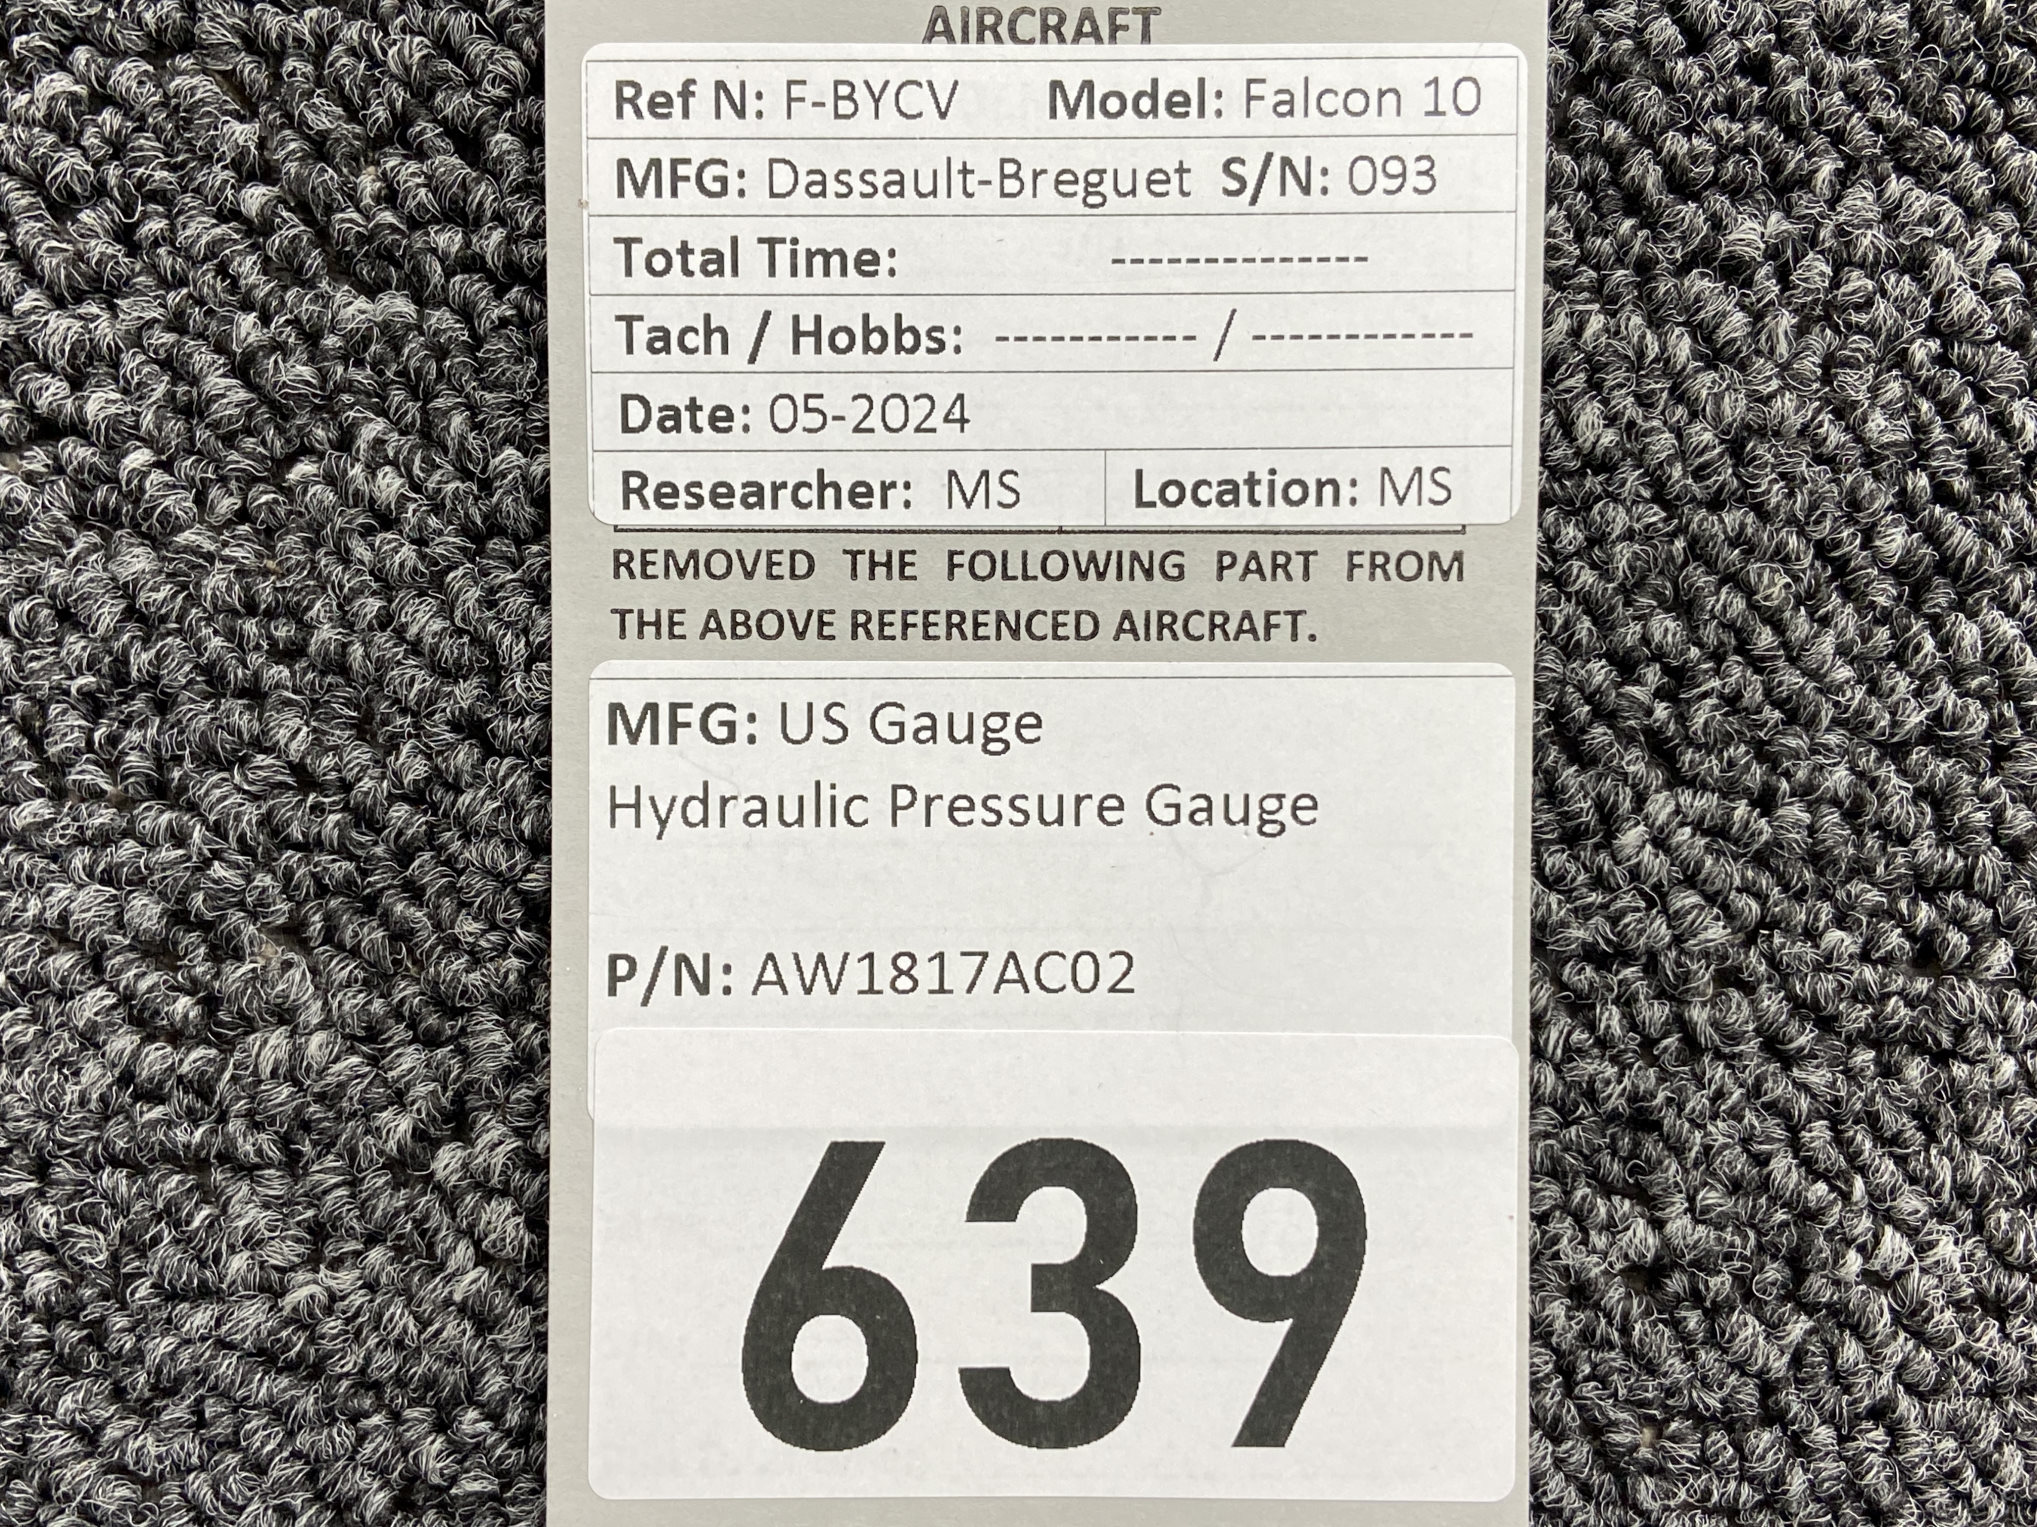 AIRCRAFT
Ref N: F-BYCV Model: Falcon 10
MFG: Dassault-Breguet S/N: 093
Total Time: --------------
Tach / Hobbs: ----------- / ------------
Date: 05-2024
Researcher: MS Location: MS
REMOVED THE FOLLOWING PART FROM
THE ABOVE REFERENCED AIRCRAFT.
MFG: US Gauge
Hydraulic Pressure Gauge
P/N: AW1817AC02
639